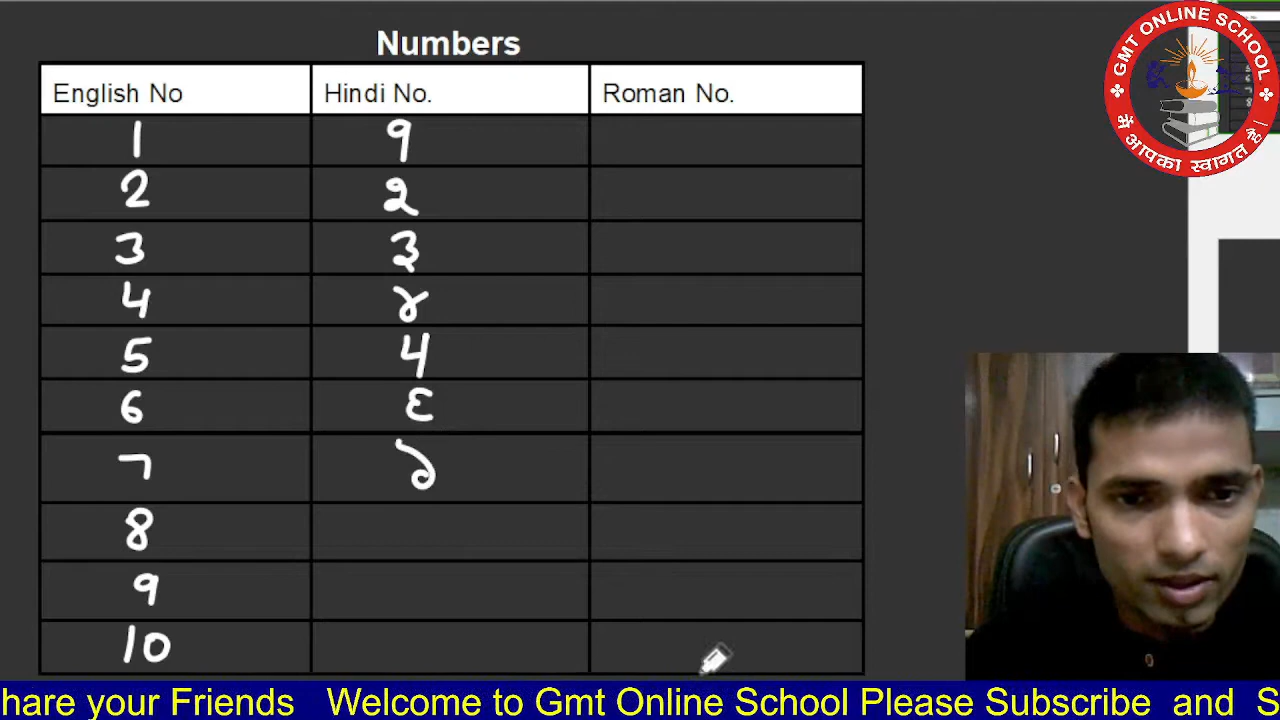 Numbers
English No Hindi No. Roman No.
1 १
2 २
3 ३
4 ४
5 ५
6 ६
7 ७
8
9
10
GMT ONLINE SCHOOL
में आपका स्वागत है।
hare your Friends Welcome to Gmt Online School Please Subscribe and S